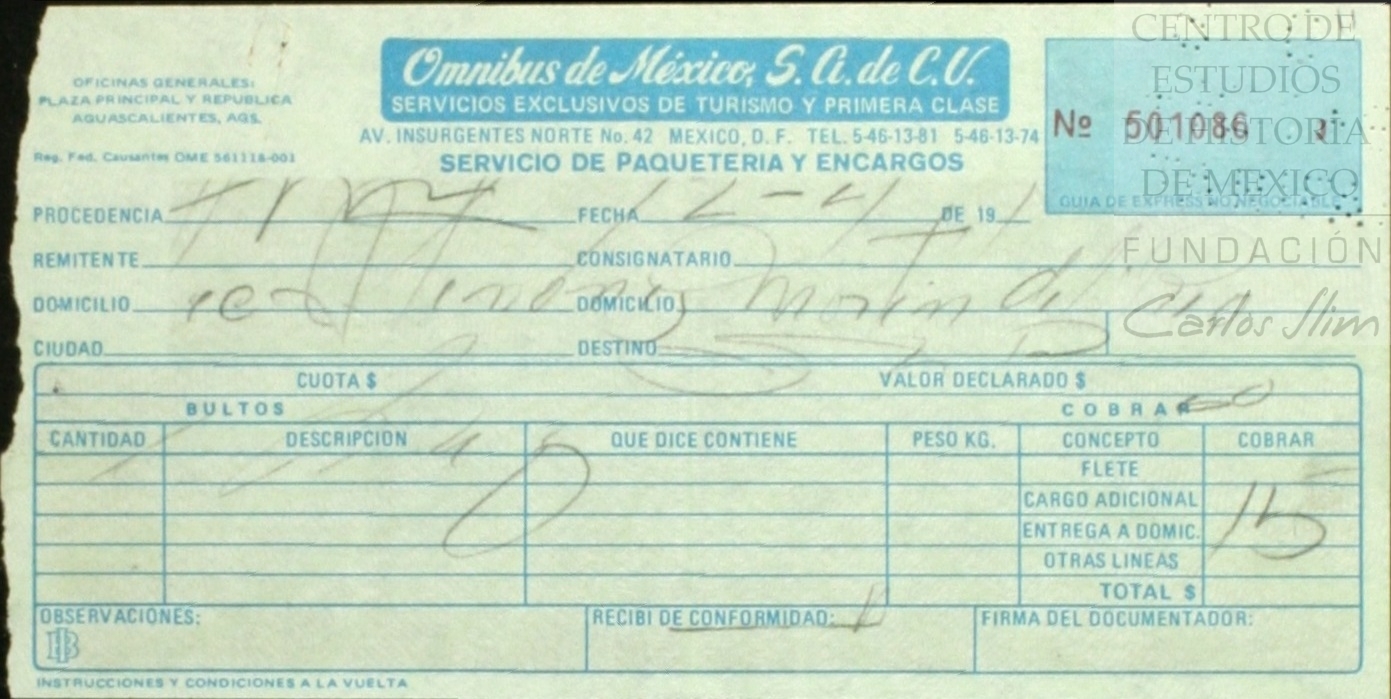 Omnibus de México, S. A. de C. V.
SERVICIOS EXCLUSIVOS DE TURISMO Y PRIMERA CLASE
OFICINAS GENERALES:
PLAZA PRINCIPAL Y REPUBLICA
AGUASCALIENTES, AGS.
Reg. Fed. Causantes OME 561118-001
AV. INSURGENTES NORTE No. 42 MEXICO, D. F. TEL. 5-46-13-81 5-46-13-74
SERVICIO DE PAQUETERIA Y ENCARGOS
Nº 501086
GUIA DE EXPRESS NO NEGOCIABLE
CENTRO DE
ESTUDIOS
DE HISTORIA
DE MEXICO
FUNDACIÓN
Carlos Slim
PROCEDENCIA FECHA DE 19
REMITENTE CONSIGNATARIO
DOMICILIO DOMICILIO
CIUDAD DESTINO
CUOTA $ VALOR DECLARADO $
BULTOS COBRAR
CANTIDAD DESCRIPCION QUE DICE CONTIENE PESO KG. CONCEPTO COBRAR
FLETE
CARGO ADICIONAL
ENTREGA A DOMIC. 15
OTRAS LINEAS
TOTAL $
OBSERVACIONES: RECIBI DE CONFORMIDAD: FIRMA DEL DOCUMENTADOR:
INSTRUCCIONES Y CONDICIONES A LA VUELTA